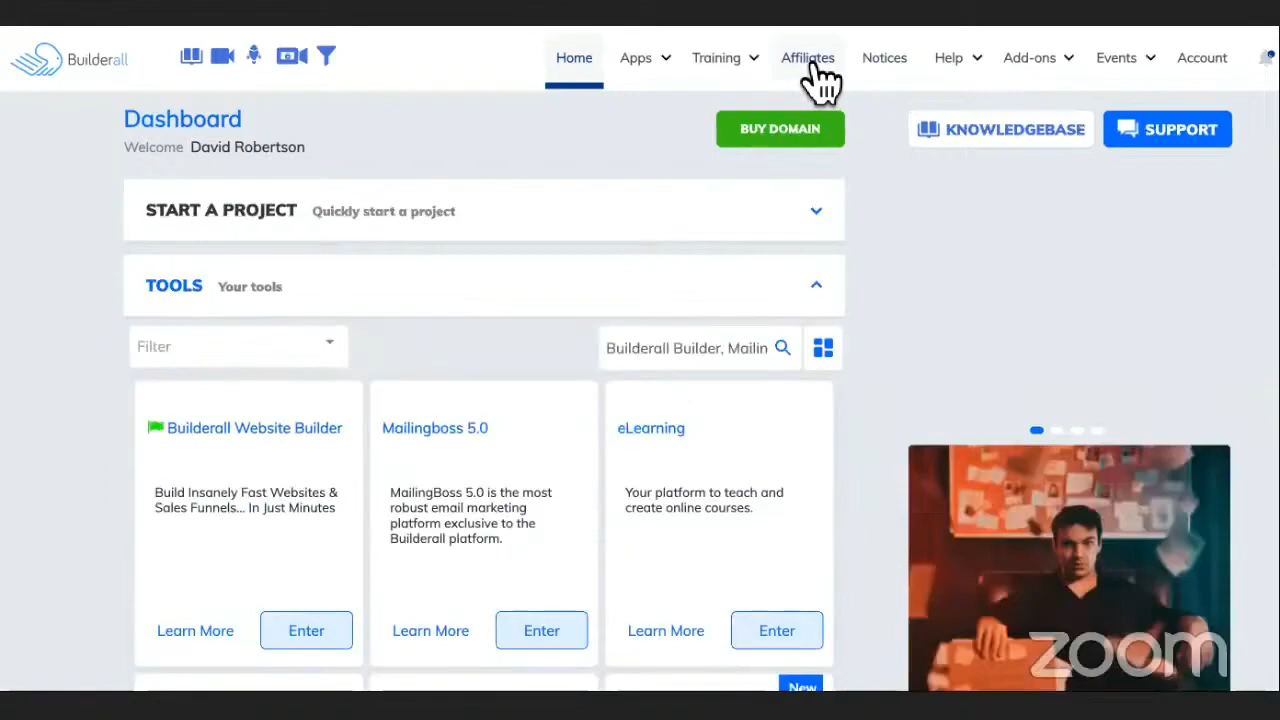 Builderall
Home
Apps
Training
Affiliates
Notices
Help
Add-ons
Events
Account
Dashboard
Welcome David Robertson
BUY DOMAIN
KNOWLEDGEBASE
SUPPORT
START A PROJECT Quickly start a project
TOOLS Your tools
Filter
Builderall Builder, Mailin
Builderall Website Builder
Build Insanely Fast Websites &
Sales Funnels... In Just Minutes
Learn More
Enter
Mailingboss 5.0
MailingBoss 5.0 is the most
robust email marketing
platform exclusive to the
Builderall platform.
Learn More
Enter
eLearning
Your platform to teach and
create online courses.
Learn More
Enter
New
zoom